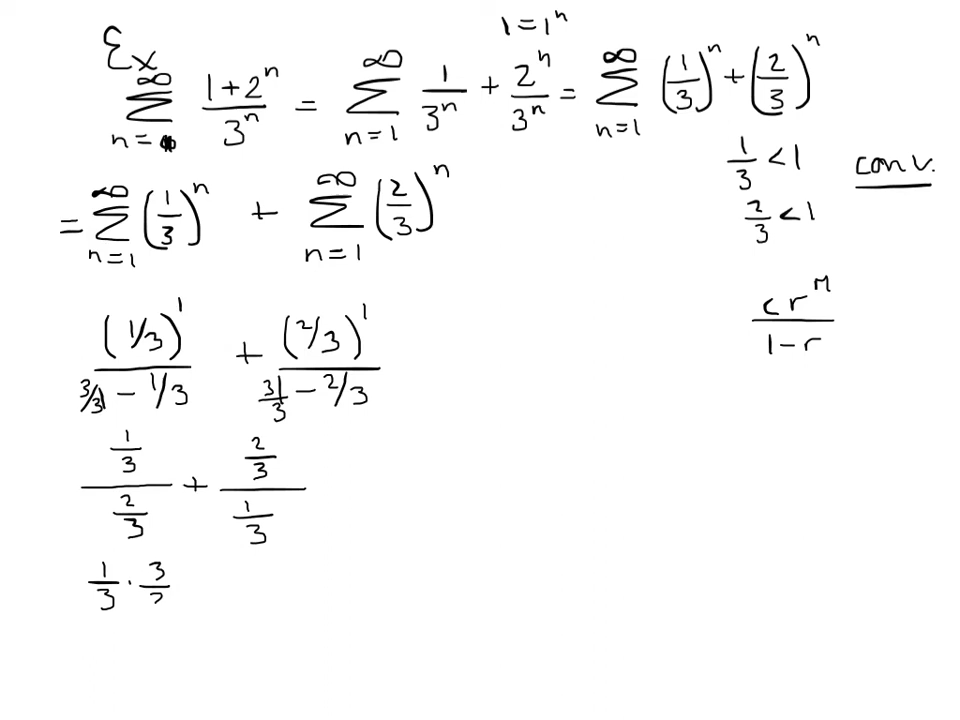 1 = 1^n
Ex
∑_{n=1}^{∞} (1+2^n)/3^n = ∑_{n=1}^{∞} 1/3^n + 2^n/3^n = ∑_{n=1}^{∞} (1/3)^n + (2/3)^n
1/3 < 1 conv.
2/3 < 1
= ∑_{n=1}^{∞} (1/3)^n + ∑_{n=1}^{∞} (2/3)^n
cr^M/(1-r)
(1/3)^1/(3/3 - 1/3) + (2/3)^1/(3/3 - 2/3)
(1/3)/(2/3) + (2/3)/(1/3)
1/3 · 3/2